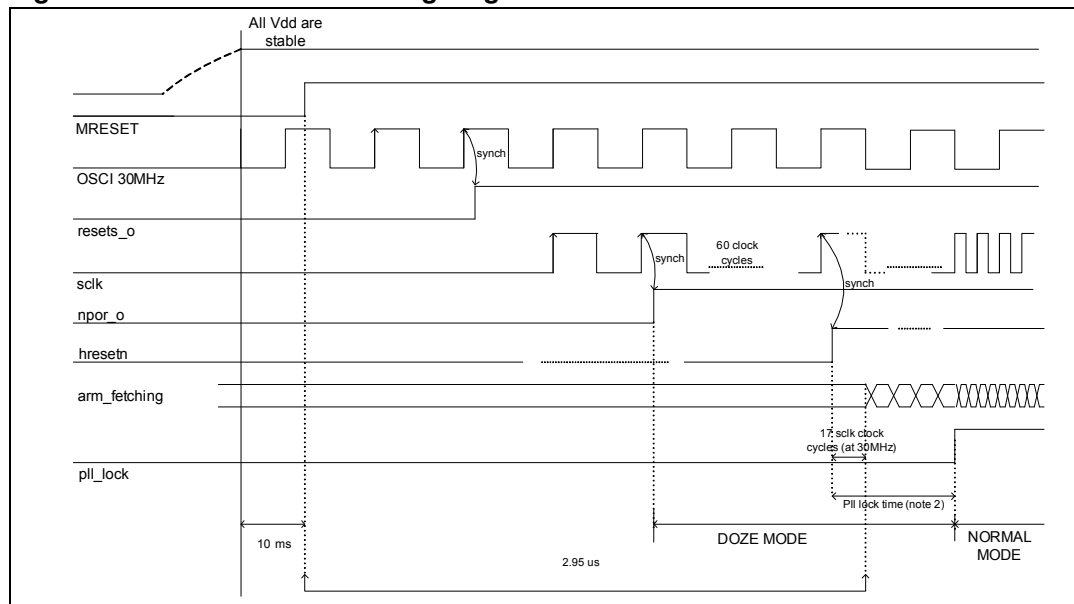 All Vdd are
stable
MRESET
synch
OSCI 30MHz
resets_o
60 clock
cycles
synch
synch
sclk
npor_o
hresetn
arm_fetching
17 sclk clock
cycles (at 30MHz)
pll_lock
Pll lock time (note 2)
10 ms
DOZE MODE
NORMAL
MODE
2.95 us